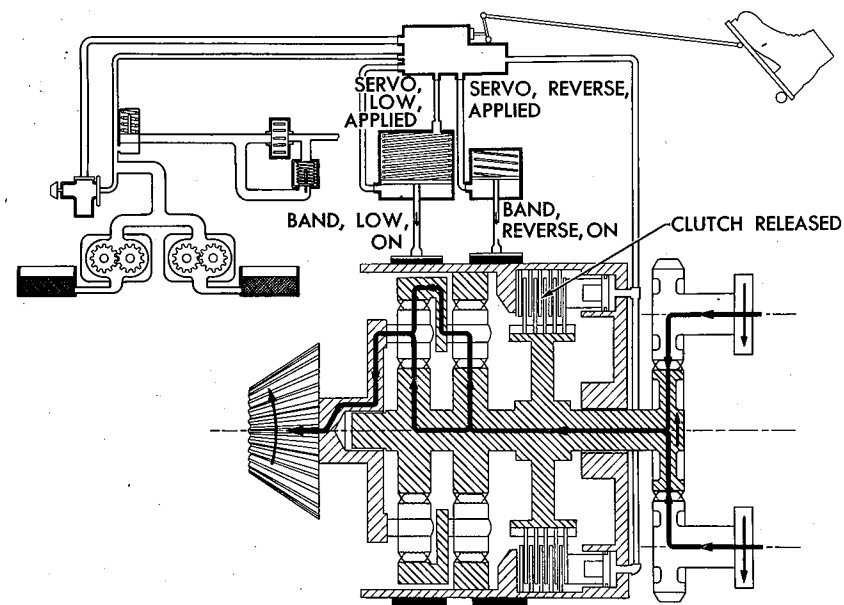 SERVO,
LOW,
APPLIED
SERVO, REVERSE,
APPLIED
BAND, LOW,
ON
BAND,
REVERSE, ON
CLUTCH RELEASED